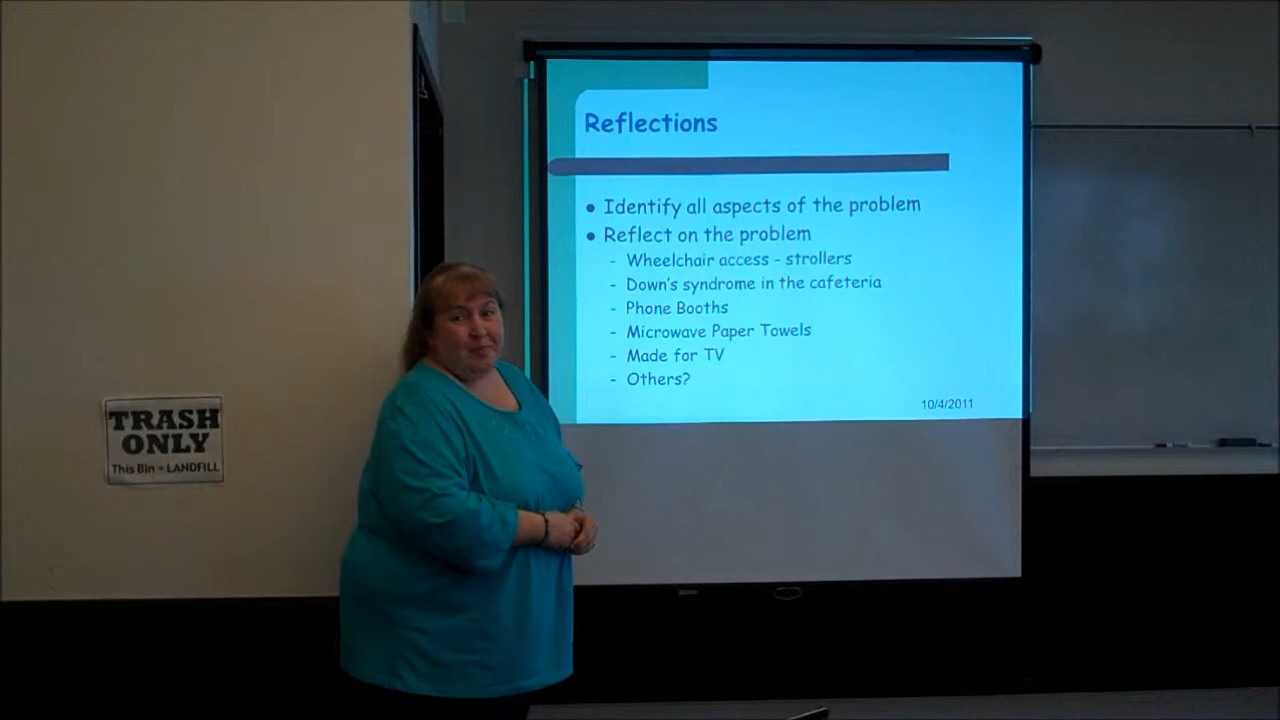 Reflections
● Identify all aspects of the problem
● Reflect on the problem
- Wheelchair access - strollers
- Down's syndrome in the cafeteria
- Phone Booths
- Microwave Paper Towels
- Made for TV
- Others?
10/4/2011
TRASH
ONLY
This Bin = LANDFILL